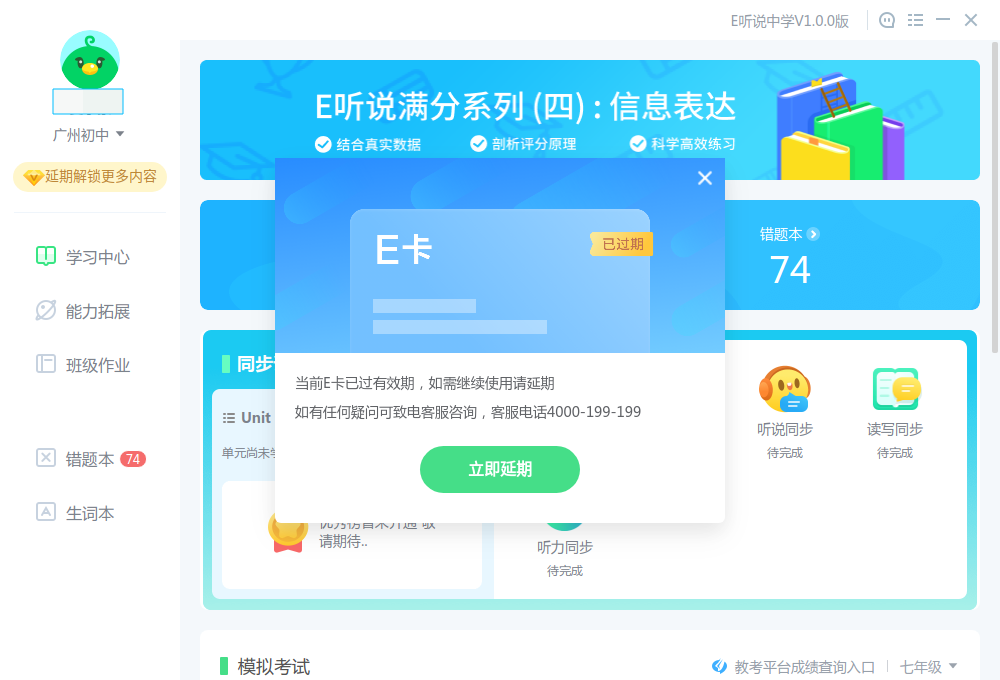 E听说中学V1.0.0版
广州初中
延期解锁更多内容
学习中心
能力拓展
班级作业
错题本 74
生词本
E听说满分系列 (四) : 信息表达
结合真实数据 剖析评分原理 科学高效练习
错题本
74
E卡
已过期
当前E卡已过有效期，如需继续使用请延期
如有任何疑问可致电客服咨询，客服电话4000-199-199
立即延期
同步
Unit
单元尚未学
请期待..
听说同步
待完成
读写同步
待完成
听力同步
待完成
模拟考试
教考平台成绩查询入口
七年级